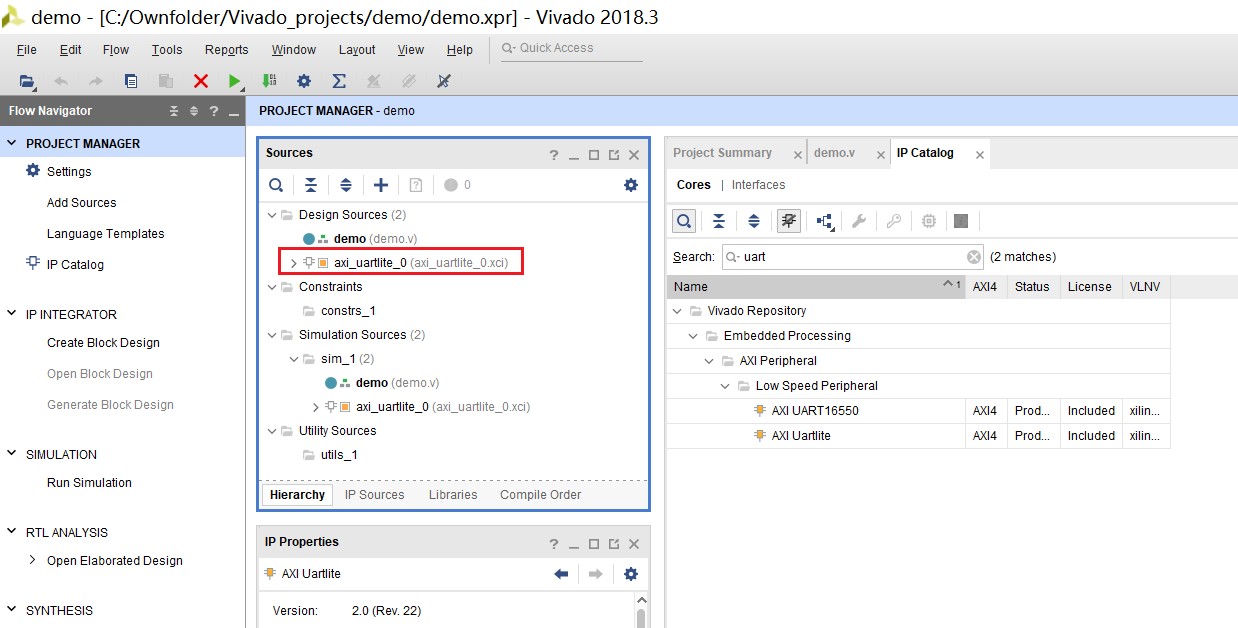 demo - [C:/Ownfolder/Vivado_projects/demo/demo.xpr] - Vivado 2018.3
File Edit Flow Tools Reports Window Layout View Help Quick Access
Flow Navigator
PROJECT MANAGER
Settings
Add Sources
Language Templates
IP Catalog
IP INTEGRATOR
Create Block Design
Open Block Design
Generate Block Design
SIMULATION
Run Simulation
RTL ANALYSIS
Open Elaborated Design
SYNTHESIS
PROJECT MANAGER - demo
Sources
0
Design Sources (2)
demo (demo.v)
axi_uartlite_0 (axi_uartlite_0.xci)
Constraints
constrs_1
Simulation Sources (2)
sim_1 (2)
demo (demo.v)
axi_uartlite_0 (axi_uartlite_0.xci)
Utility Sources
utils_1
Hierarchy IP Sources Libraries Compile Order
IP Properties
AXI Uartlite
Version: 2.0 (Rev. 22)
Project Summary demo.v IP Catalog
Cores | Interfaces
Search: uart (2 matches)
Name 1 AXI4 Status License VLNV
Vivado Repository
Embedded Processing
AXI Peripheral
Low Speed Peripheral
AXI UART16550 AXI4 Prod... Included xilin...
AXI Uartlite AXI4 Prod... Included xilin...